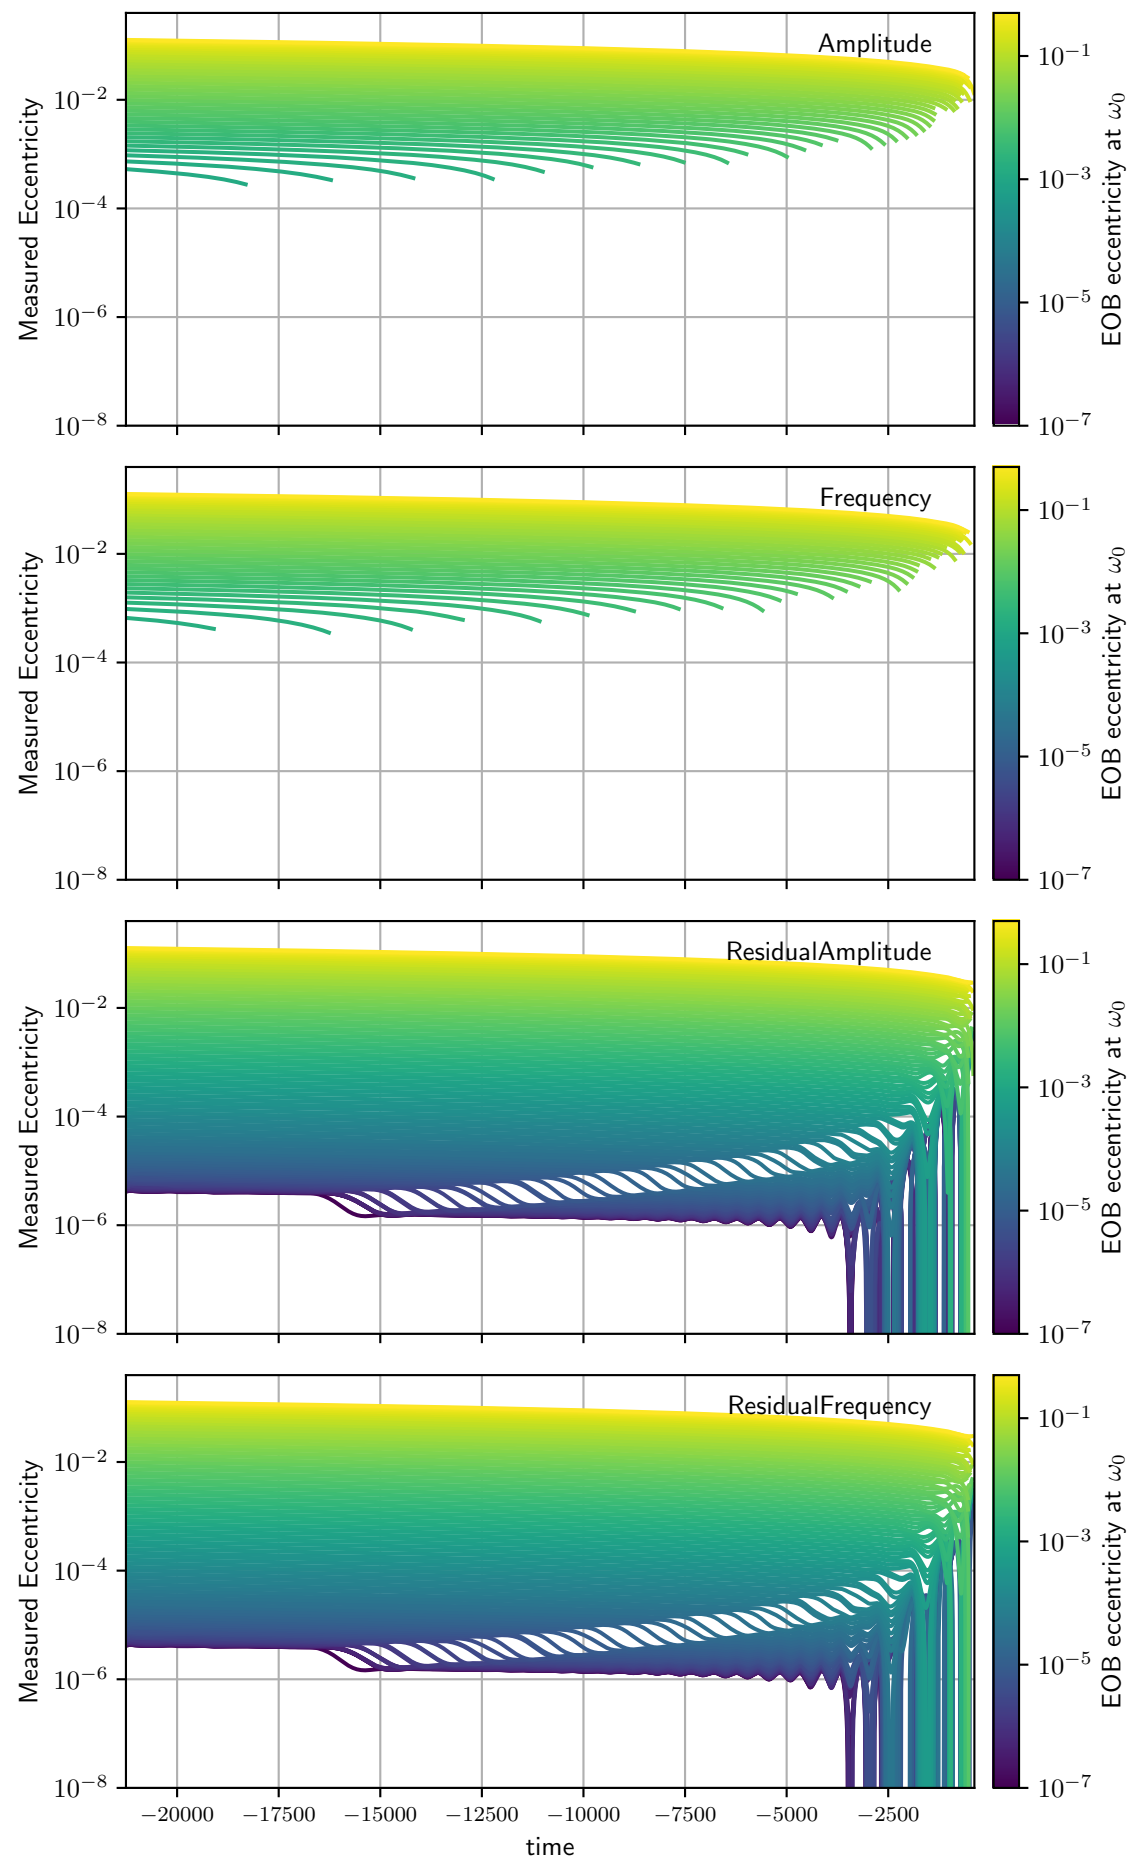 Amplitude
Measured Eccentricity
10⁻²
10⁻⁴
10⁻⁶
10⁻⁸
10⁻¹
10⁻³
10⁻⁵
10⁻⁷
EOB eccentricity at ω₀
Frequency
Measured Eccentricity
10⁻²
10⁻⁴
10⁻⁶
10⁻⁸
10⁻¹
10⁻³
10⁻⁵
10⁻⁷
EOB eccentricity at ω₀
ResidualAmplitude
Measured Eccentricity
10⁻²
10⁻⁴
10⁻⁶
10⁻⁸
10⁻¹
10⁻³
10⁻⁵
10⁻⁷
EOB eccentricity at ω₀
ResidualFrequency
Measured Eccentricity
10⁻²
10⁻⁴
10⁻⁶
10⁻⁸
10⁻¹
10⁻³
10⁻⁵
10⁻⁷
EOB eccentricity at ω₀
−20000 −17500 −15000 −12500 −10000 −7500 −5000 −2500
time